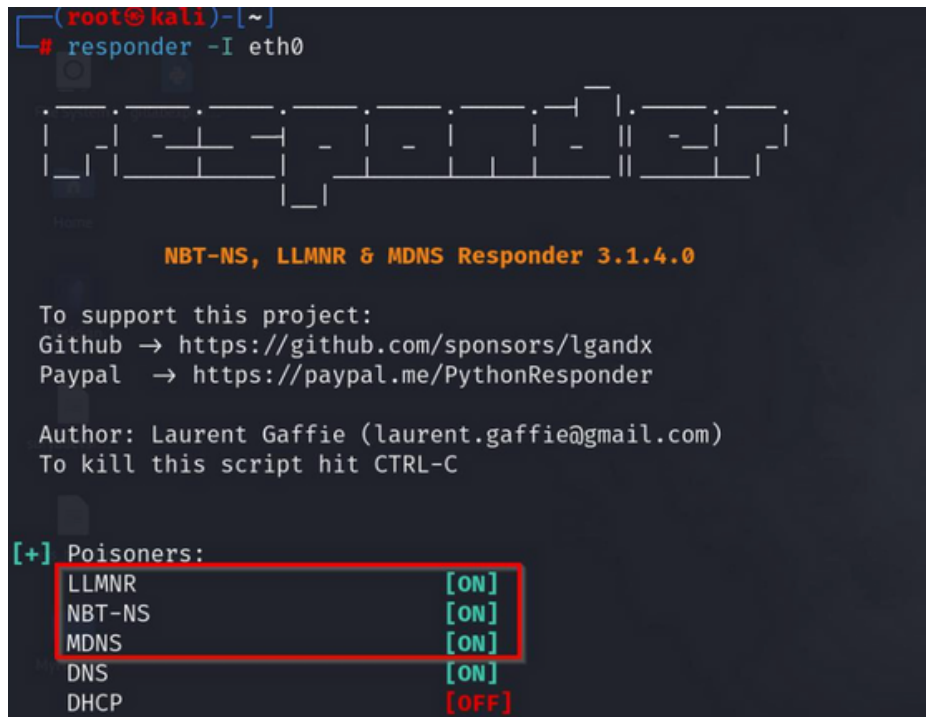 (root㉿kali)-[~]
# responder -I eth0
responder
NBT-NS, LLMNR & MDNS Responder 3.1.4.0
To support this project:
Github → https://github.com/sponsors/lgandx
Paypal → https://paypal.me/PythonResponder
Author: Laurent Gaffie (laurent.gaffie@gmail.com)
To kill this script hit CTRL-C
[+] Poisoners:
LLMNR [ON]
NBT-NS [ON]
MDNS [ON]
DNS [ON]
DHCP [OFF]
Home